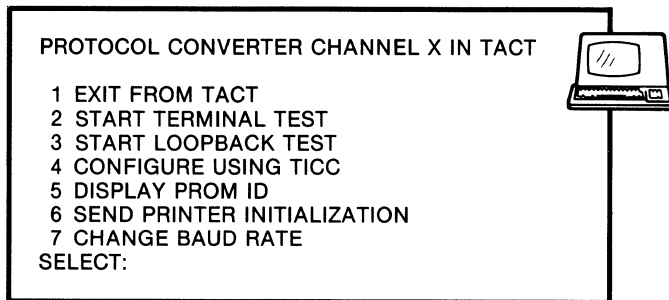 PROTOCOL CONVERTER CHANNEL X IN TACT
1 EXIT FROM TACT
2 START TERMINAL TEST
3 START LOOPBACK TEST
4 CONFIGURE USING TICC
5 DISPLAY PROM ID
6 SEND PRINTER INITIALIZATION
7 CHANGE BAUD RATE
SELECT: